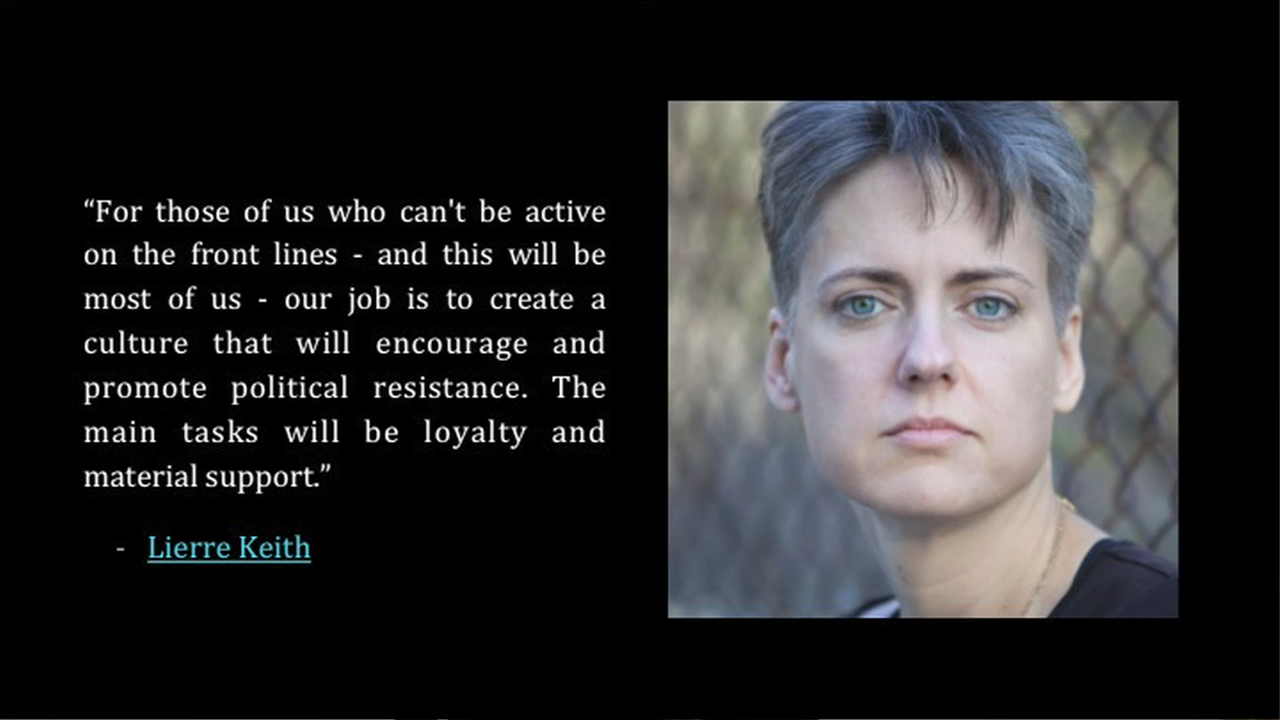 “For those of us who can't be active
on the front lines - and this will be
most of us - our job is to create a
culture that will encourage and
promote political resistance. The
main tasks will be loyalty and
material support.”
- Lierre Keith